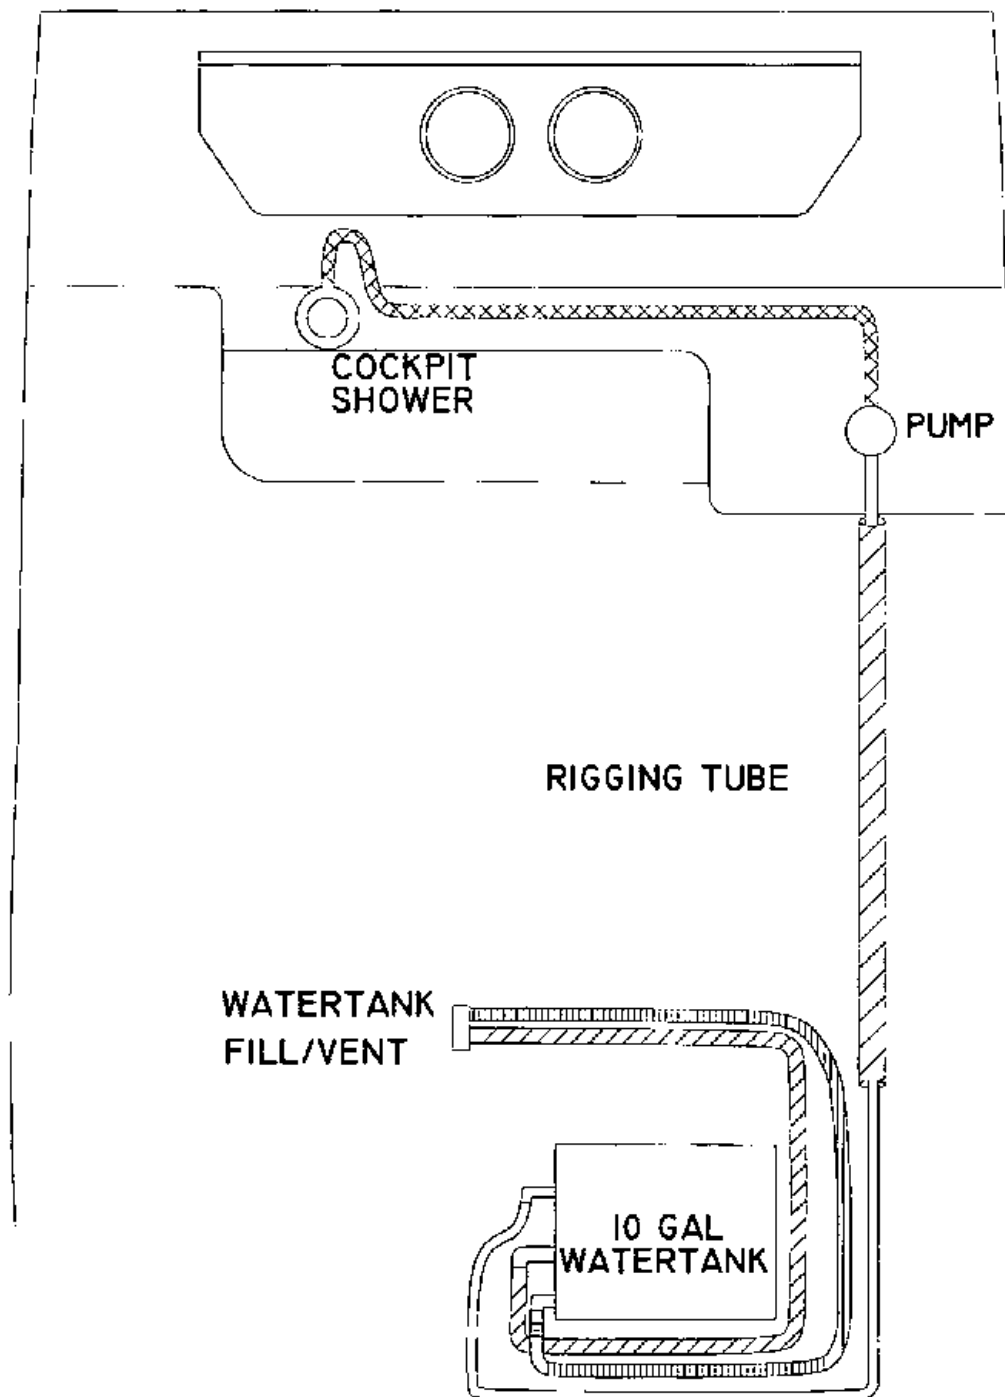 COCKPIT
SHOWER
PUMP
RIGGING TUBE
WATERTANK
FILL/VENT
10 GAL
WATERTANK